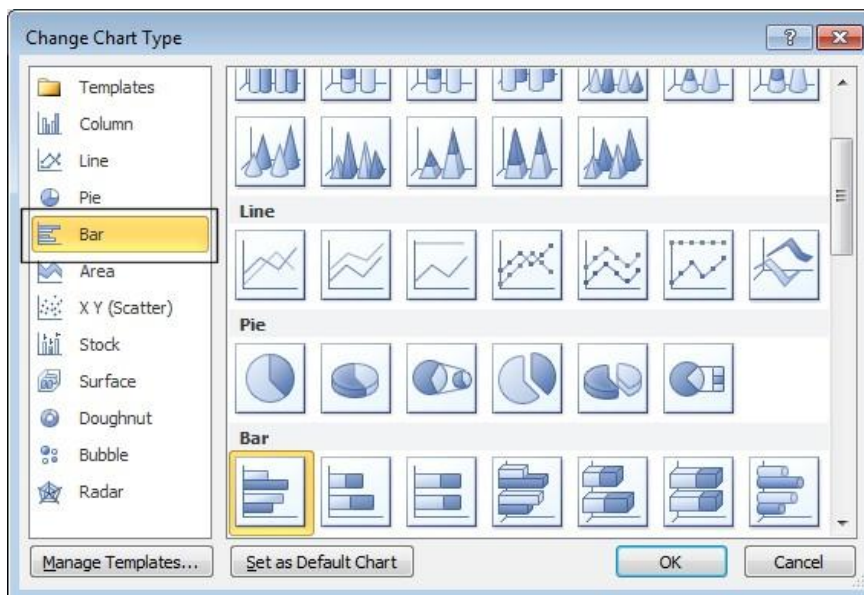 Change Chart Type
Templates
Column
Line
Pie
Bar
Area
X Y (Scatter)
Stock
Surface
Doughnut
Bubble
Radar
Line
Pie
Bar
Manage Templates...
Set as Default Chart
OK
Cancel